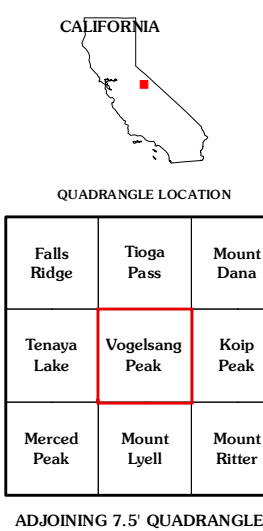 CALIFORNIA
QUADRANGLE LOCATION
Falls
Ridge
Tioga
Pass
Mount
Dana
Tenaya
Lake
Vogelsang
Peak
Koip
Peak
Merced
Peak
Mount
Lyell
Mount
Ritter
ADJOINING 7.5' QUADRANGLE